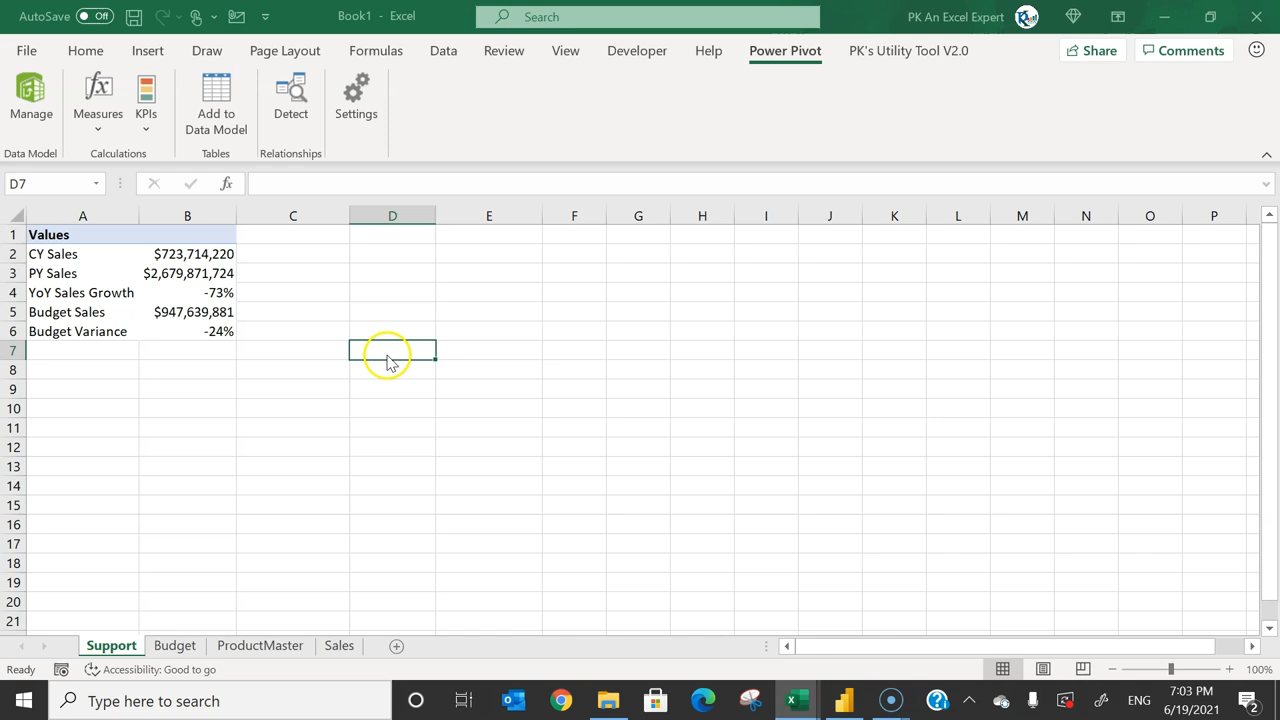 AutoSave Off Book1 - Excel Search PK An Excel Expert
File Home Insert Draw Page Layout Formulas Data Review View Developer Help Power Pivot PK's Utility Tool V2.0 Share Comments
Manage Measures KPIs Add to Data Model Detect Settings
Data Model Calculations Tables Relationships
D7 fx
A B C D E F G H I J K L M N O P
1 Values
2 CY Sales $723,714,220
3 PY Sales $2,679,871,724
4 YoY Sales Growth -73%
5 Budget Sales $947,639,881
6 Budget Variance -24%
7
8
9
10
11
12
13
14
15
16
17
18
19
20
21
Support Budget ProductMaster Sales
Ready Accessibility: Good to go 100%
Type here to search ENG 7:03 PM 2
6/19/2021